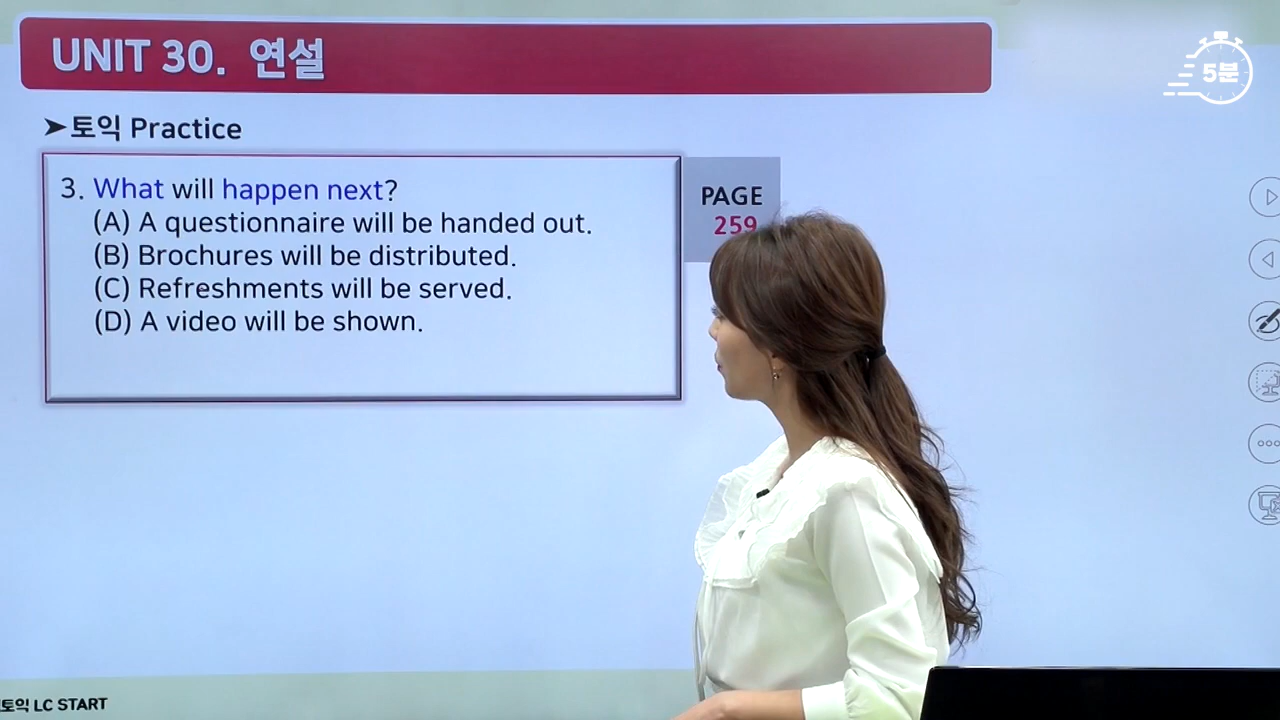 UNIT 30. 연설
5분
➤토익 Practice
3. What will happen next?
(A) A questionnaire will be handed out.
(B) Brochures will be distributed.
(C) Refreshments will be served.
(D) A video will be shown.
PAGE
259
토익 LC START